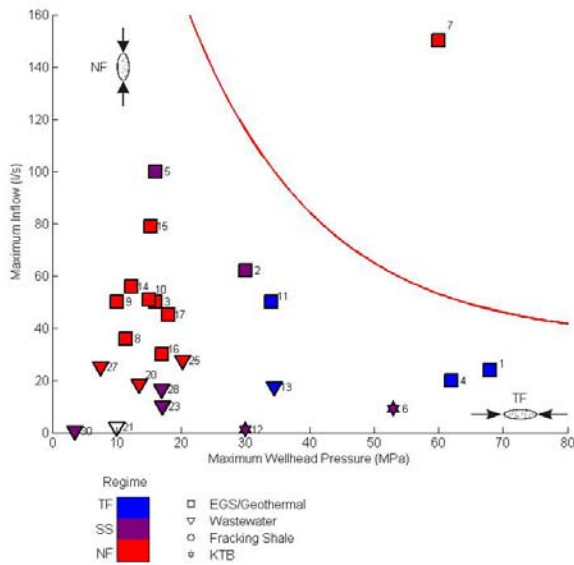 160
140
120
100
80
60
40
20
0
Maximum Inflow (l/s)
NF
7
5
15
2
14
10
9
3
11
17
8
16
27
25
20
28
13
1
4
23
6
30
21
12
TF
0 10 20 30 40 50 60 70 80
Maximum Wellhead Pressure (MPa)
Regime
TF
SS
NF
EGS/Geothermal
Wastewater
Fracking Shale
KTB